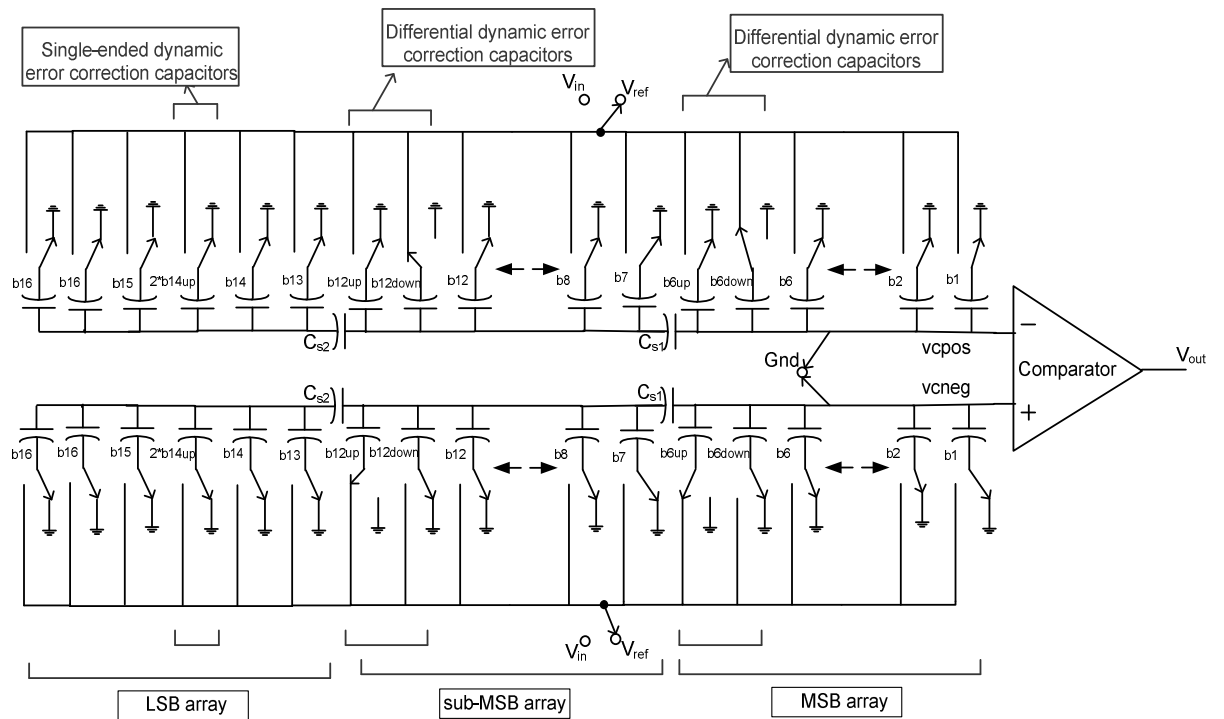 Single-ended dynamic
error correction capacitors
Differential dynamic error
correction capacitors
Differential dynamic error
correction capacitors
Vin
Vref
b16
b16
b15
2*b14up
b14
b13
b12up
b12down
b12
b8
b7
b6up
b6down
b6
b2
b1
Cs2
Cs1
Gnd
vcpos
vcneg
−
Comparator
+
Vout
Cs2
Cs1
b16
b16
b15
2*b14up
b14
b13
b12up
b12down
b12
b8
b7
b6up
b6down
b6
b2
b1
Vin
Vref
LSB array
sub-MSB array
MSB array